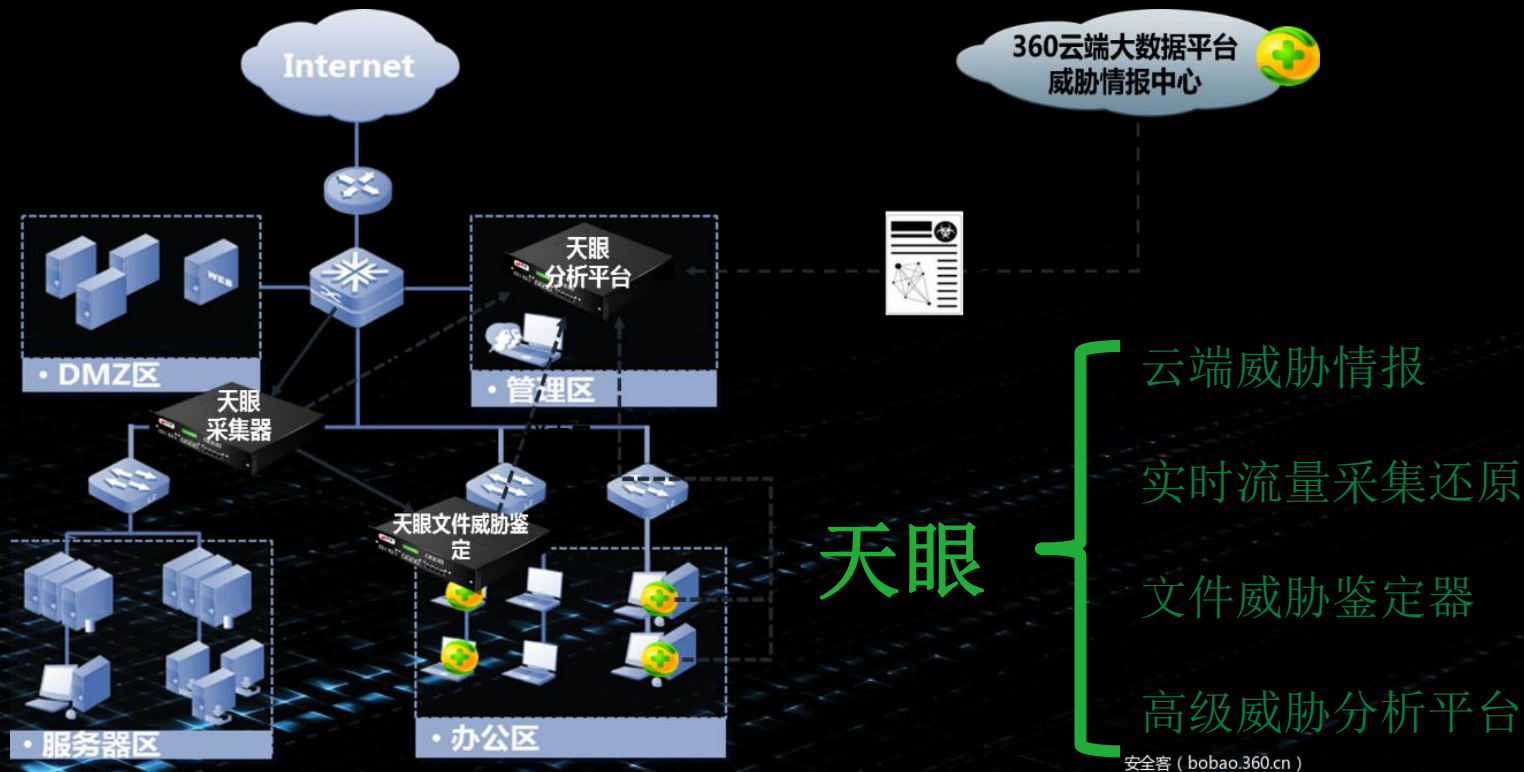 Internet
360云端大数据平台
威胁情报中心
WEB
天眼
分析平台
• DMZ区
• 管理区
天眼
采集器
天眼文件威胁鉴
定
• 服务器区
• 办公区
天眼
云端威胁情报
实时流量采集还原
文件威胁鉴定器
高级威胁分析平台
安全客（bobao.360.cn）